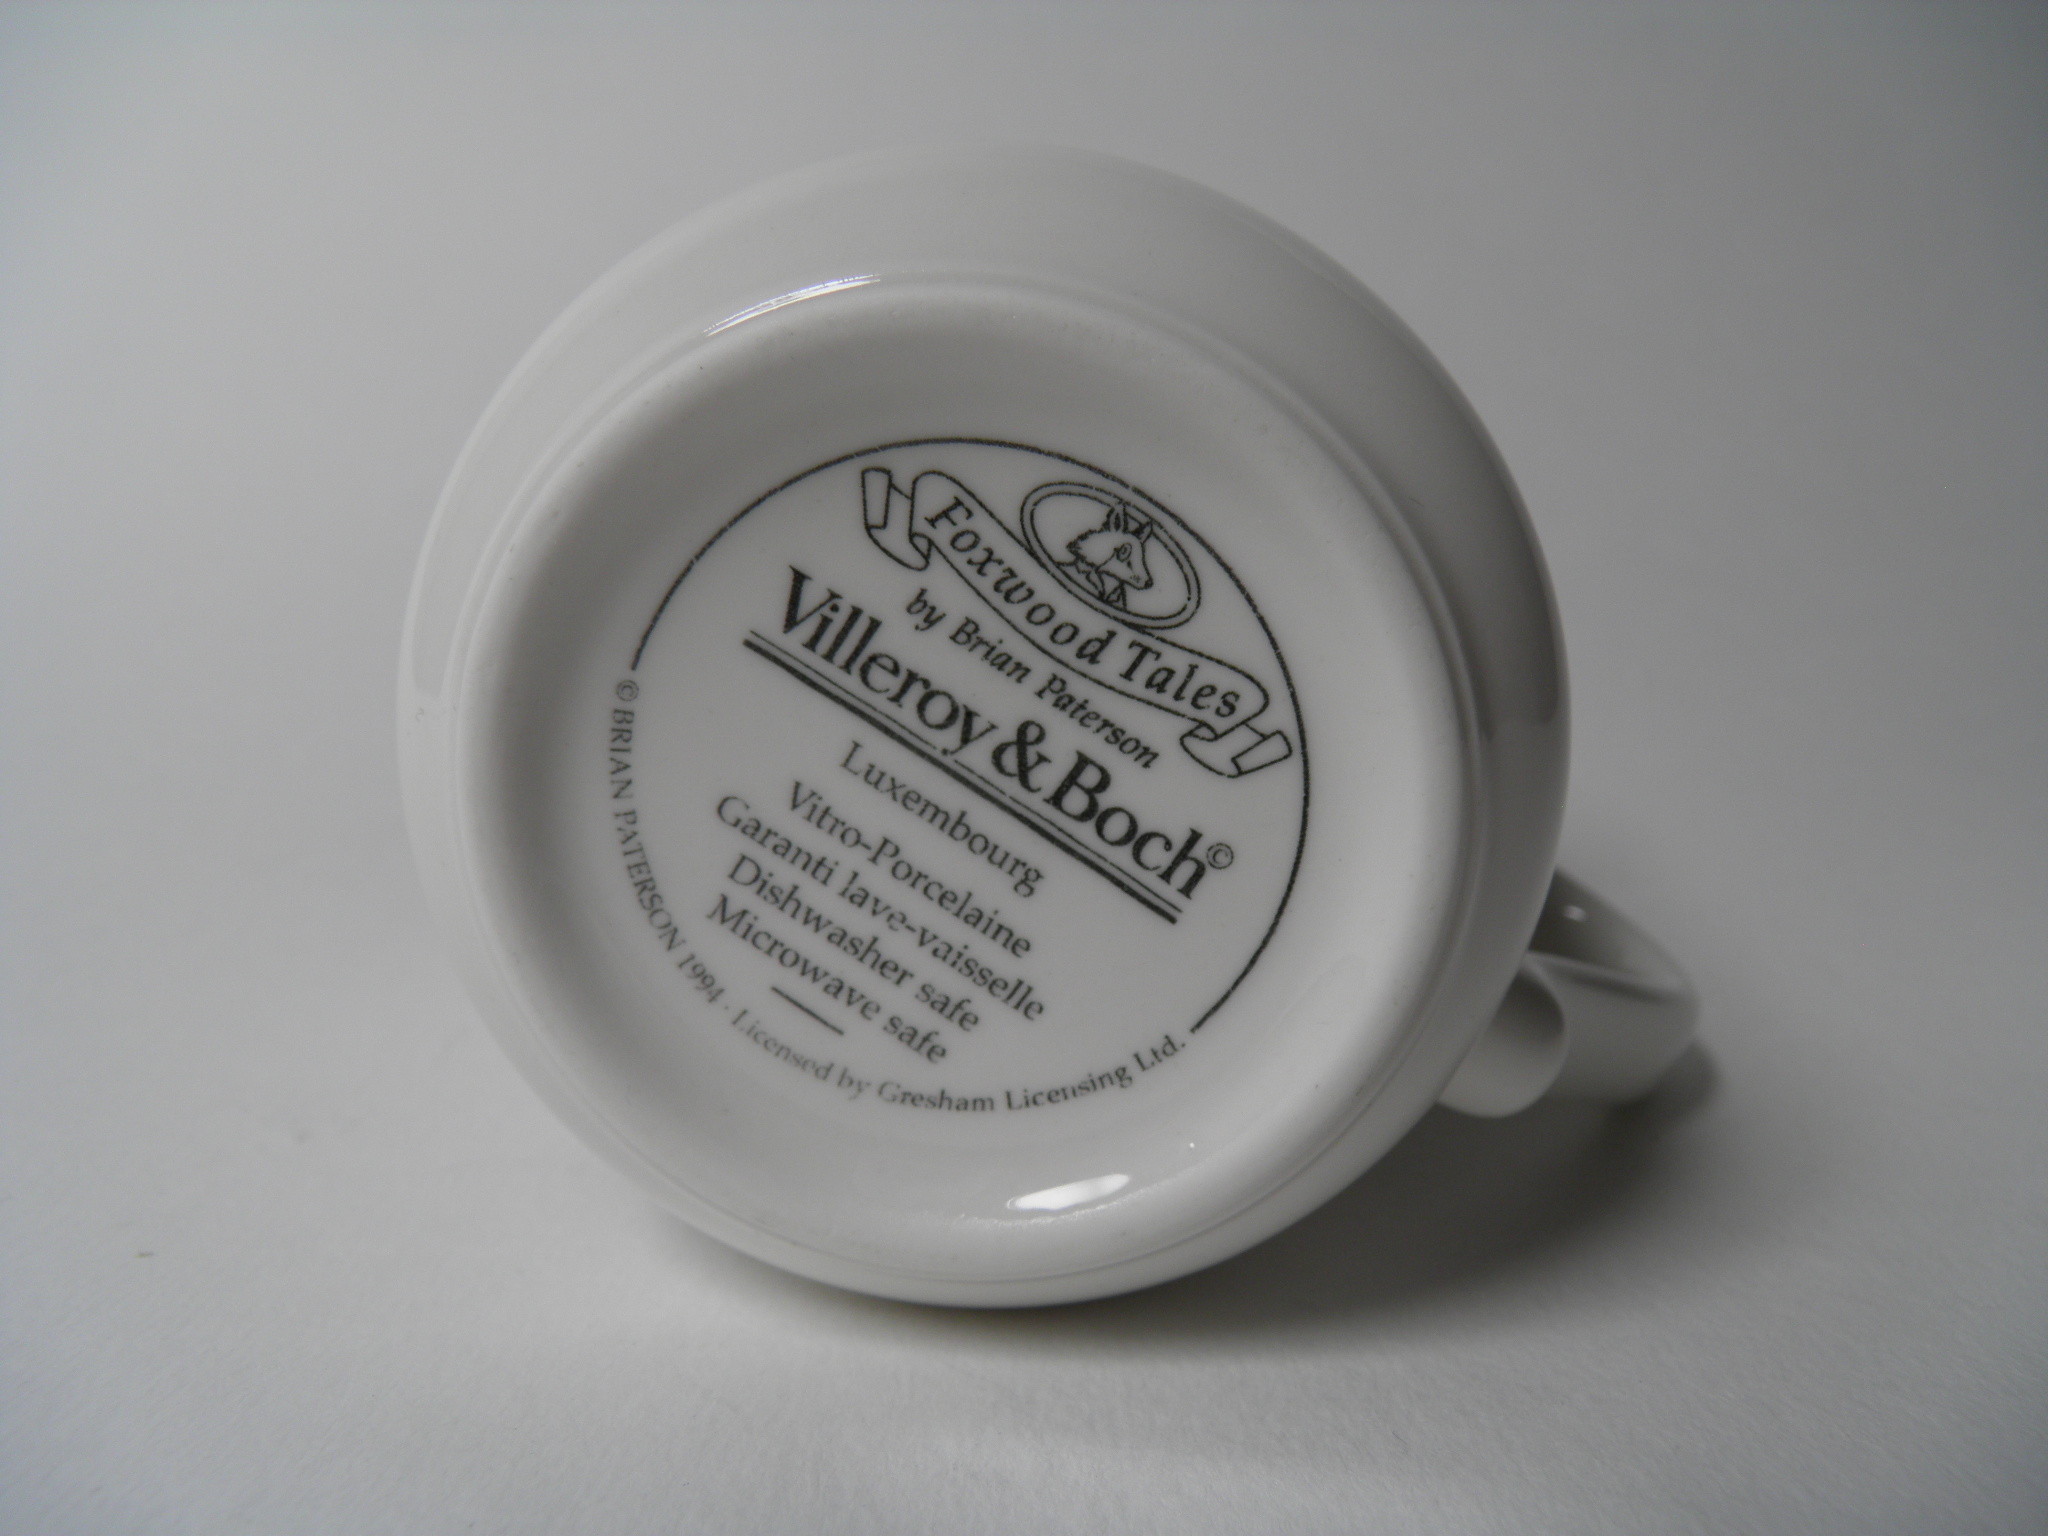 Foxwood Tales
by Brian Paterson
Villeroy & Boch©
Luxembourg
Vitro-Porcelaine
Garanti lave-vaisselle
Dishwasher safe
Microwave safe
© BRIAN PATERSON 1994 · Licensed by Gresham Licensing Ltd.